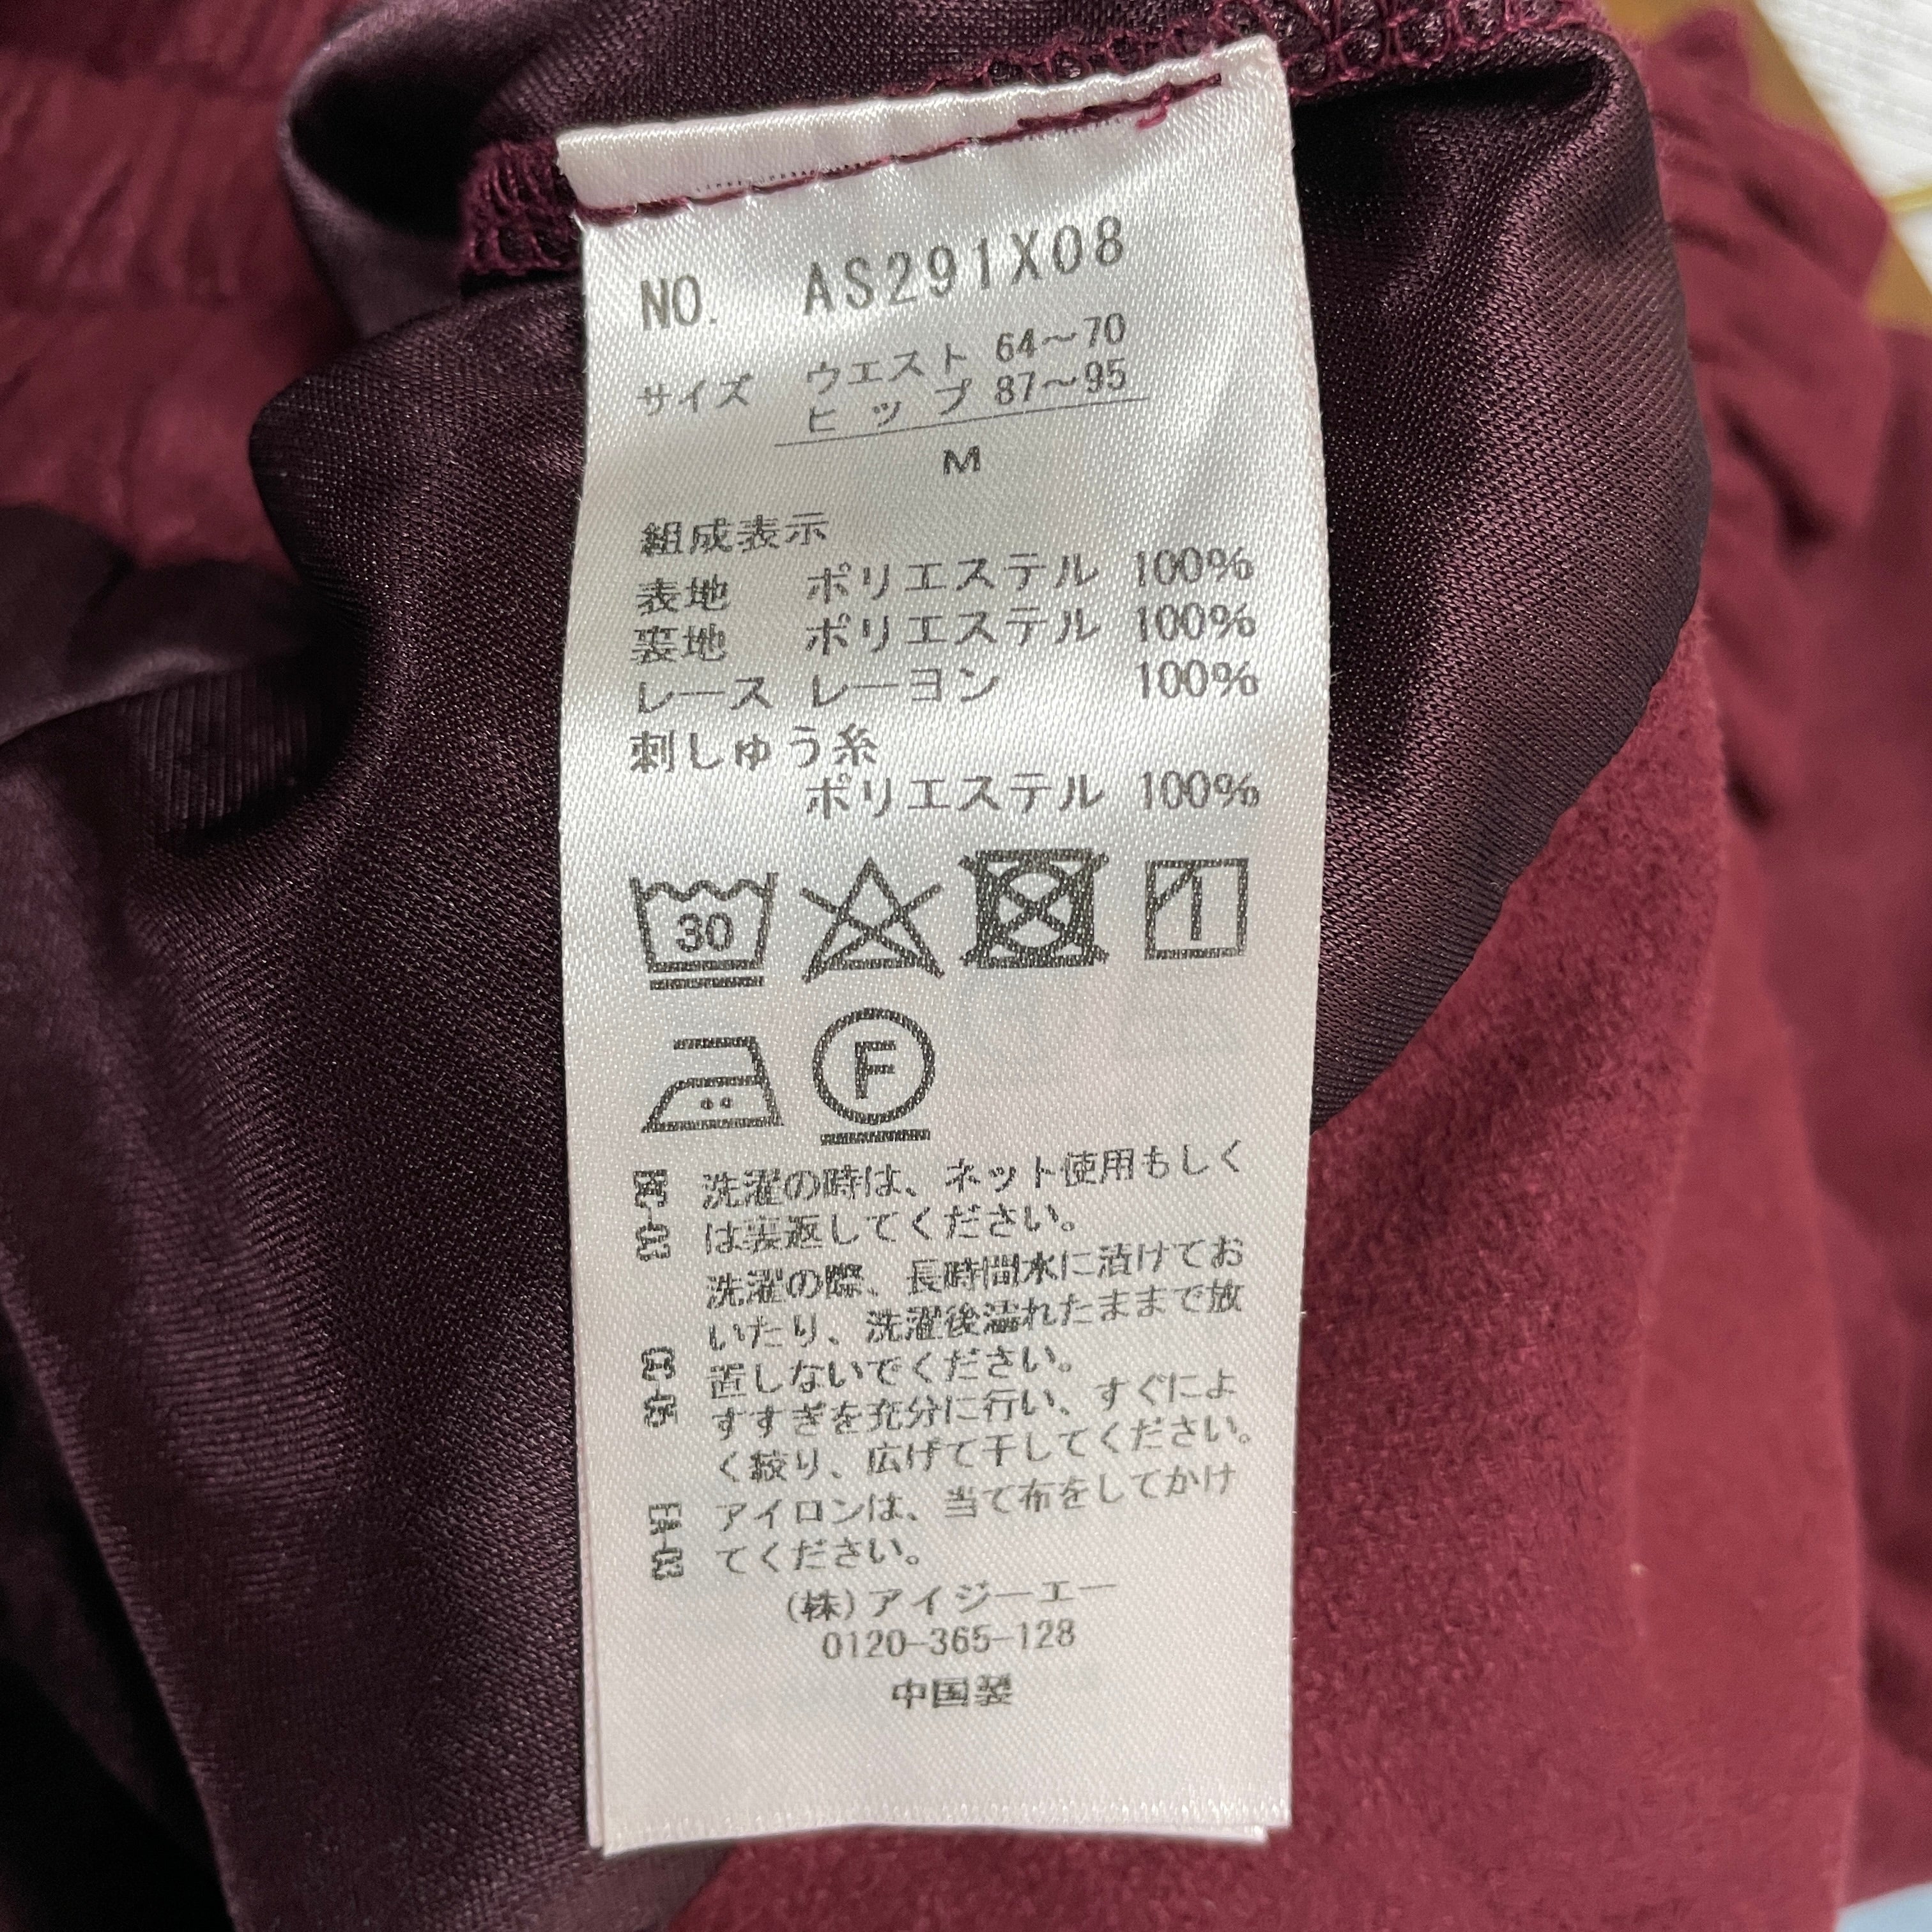 NO. AS291X08
サイズ ウエスト 64〜70
ヒップ 87〜95
M
組成表示
表地 ポリエステル 100%
裏地 ポリエステル 100%
レース レーヨン 100%
刺しゅう糸
ポリエステル 100%
30
F
洗濯の時は、ネット使用もしく
は裏返してください。
洗濯の際、長時間水に漬けてお
いたり、洗濯後濡れたままで放
置しないでください。
すすぎを充分に行い、すぐによ
く絞り、広げて干してください。
アイロンは、当て布をしてかけ
てください。
(株)アイジーエー
0120-365-128
中国製